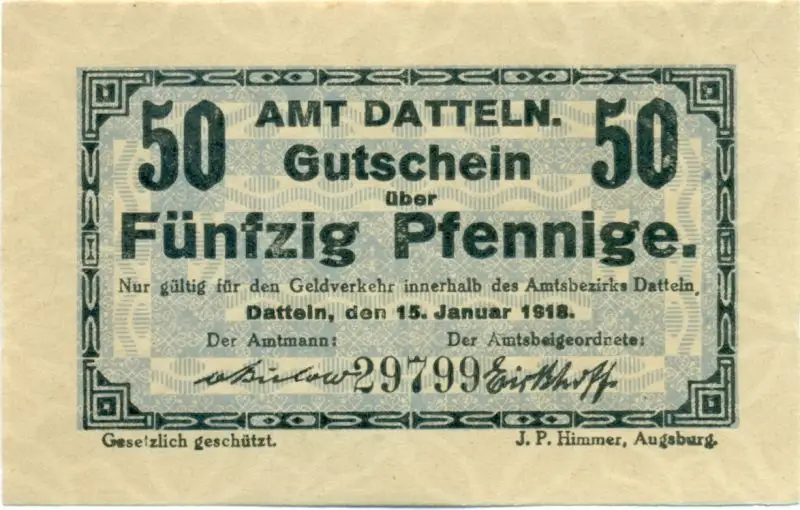 50 AMT DATTELN. 50
Gutschein
über
Fünfzig Pfennige.
Nur gültig für den Geldverkehr innerhalb des Amtsbezirks Datteln.
Datteln, den 15. Januar 1918.
Der Amtmann: Der Amtsbeigeordnete:
29799
Gesetzlich geschützt. J. P. Himmer, Augsburg.